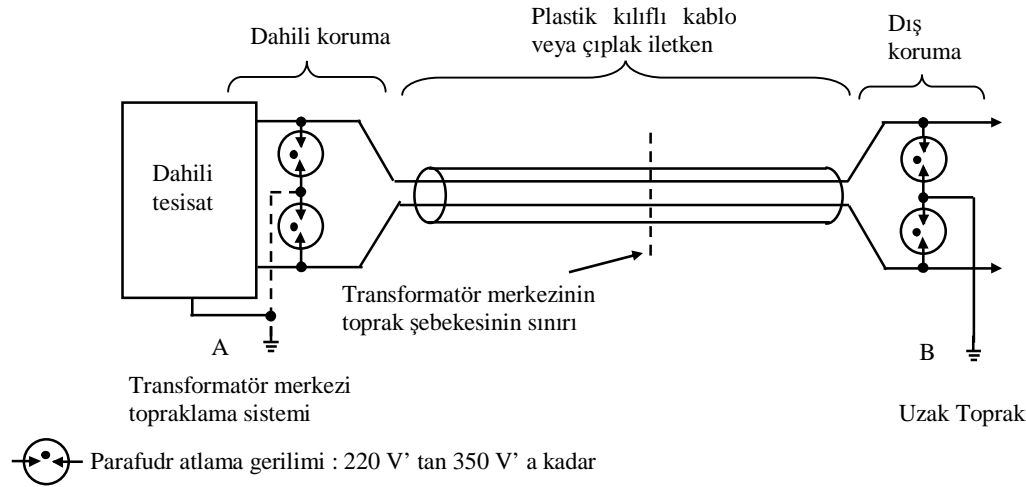 Dahili koruma
Plastik kılıflı kablo
veya çıplak iletken
Dış
koruma
Dahili
tesisat
Transformatör merkezinin
toprak şebekesinin sınırı
A
B
Transformatör merkezi
topraklama sistemi
Uzak Toprak
Parafudr atlama gerilimi : 220 V’ tan 350 V’ a kadar